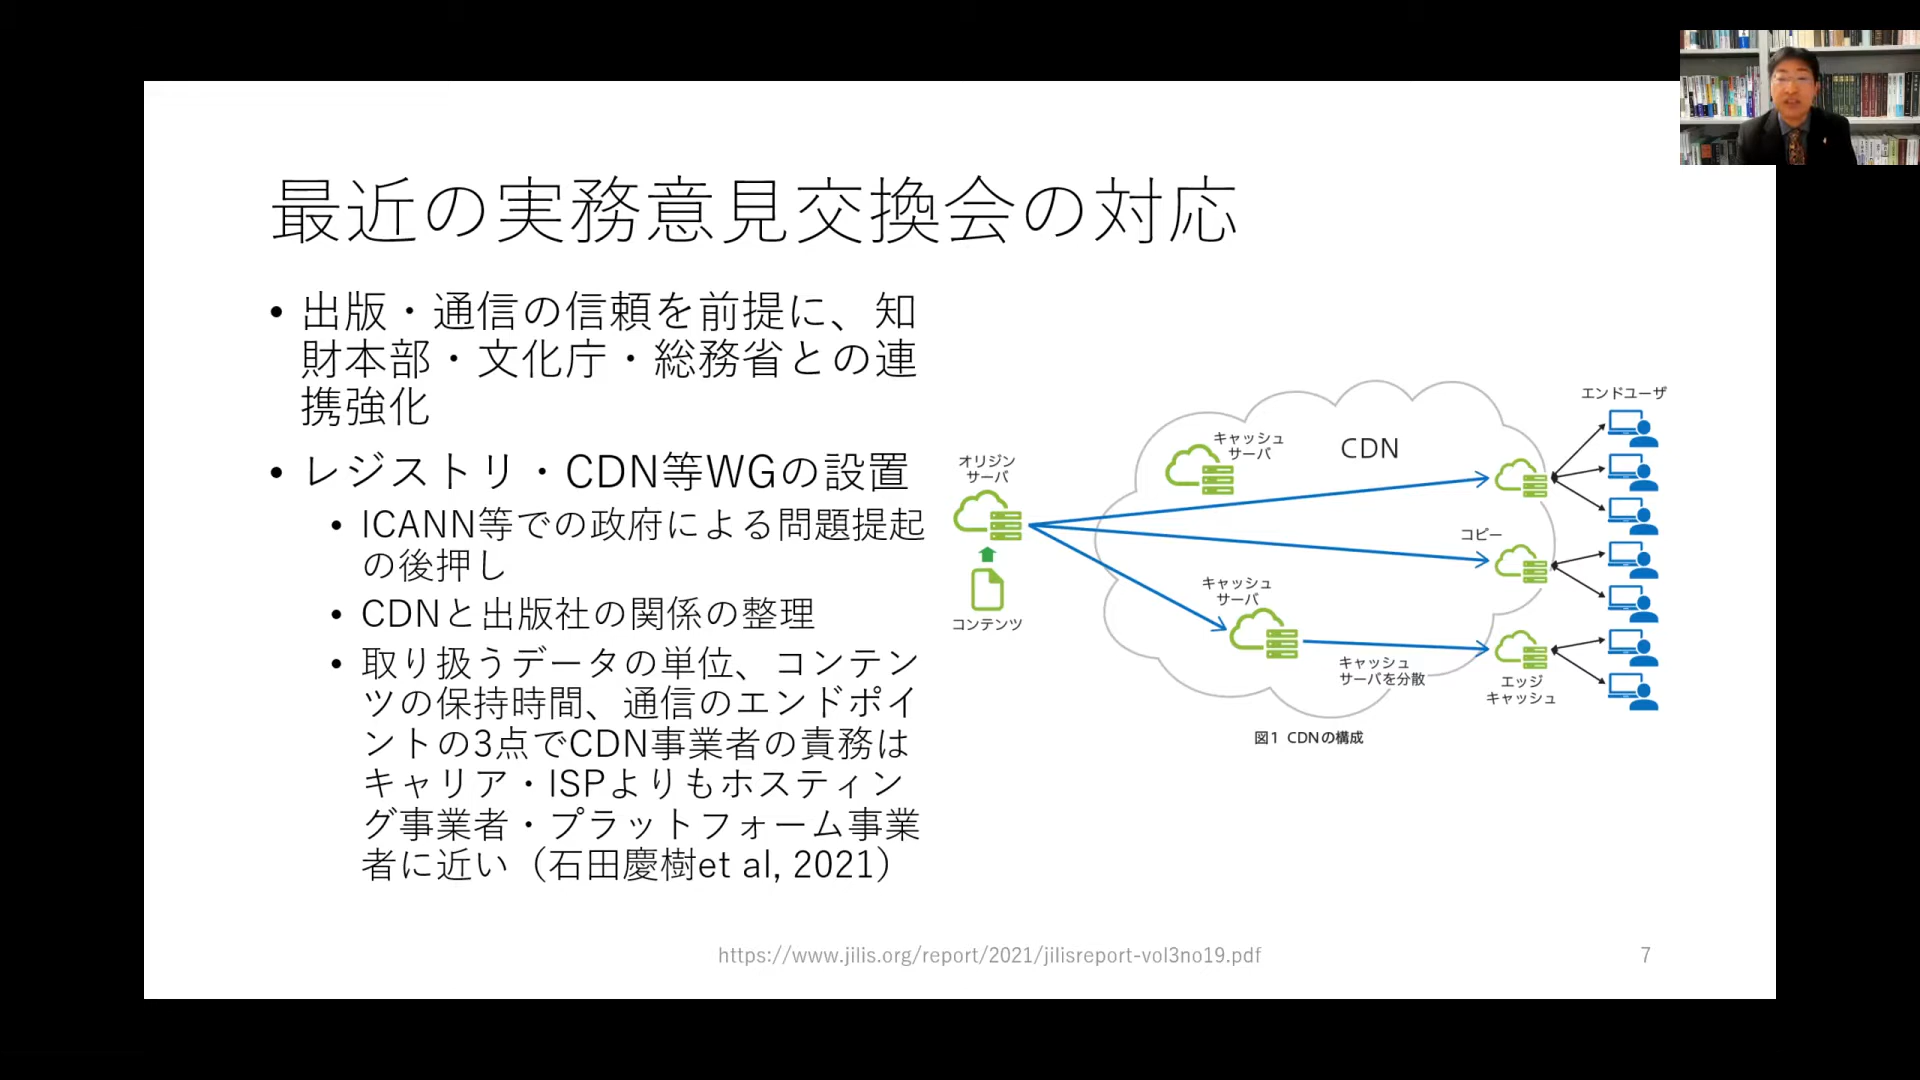 最近の実務意見交換会の対応
• 出版・通信の信頼を前提に、知
財本部・文化庁・総務省との連
携強化
• レジストリ・CDN等WGの設置
• ICANN等での政府による問題提起
の後押し
• CDNと出版社の関係の整理
• 取り扱うデータの単位、コンテン
ツの保持時間、通信のエンドポイ
ントの3点でCDN事業者の責務は
キャリア・ISPよりもホスティン
グ事業者・プラットフォーム事業
者に近い（石田慶樹et al, 2021）
エンドユーザ
キャッシュ
サーバ
CDN
オリジン
サーバ
コピー
キャッシュ
サーバ
コンテンツ
キャッシュ
サーバを分散
エッジ
キャッシュ
図1 CDNの構成
https://www.jilis.org/report/2021/jilisreport-vol3no19.pdf
7